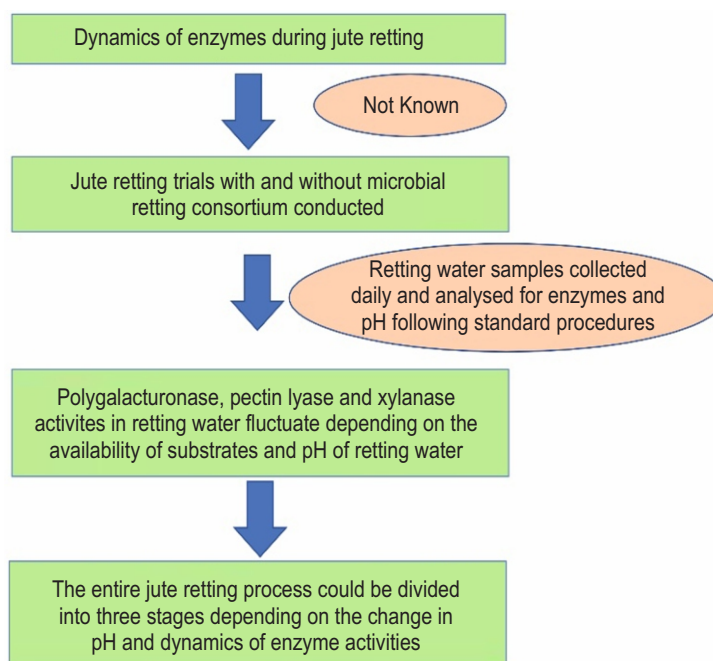 Dynamics of enzymes during jute retting
Not Known
Jute retting trials with and without microbial
retting consortium conducted
Retting water samples collected
daily and analysed for enzymes and
pH following standard procedures
Polygalacturonase, pectin lyase and xylanase
activites in retting water fluctuate depending on the
availability of substrates and pH of retting water
The entire jute retting process could be divided
into three stages depending on the change in
pH and dynamics of enzyme activities